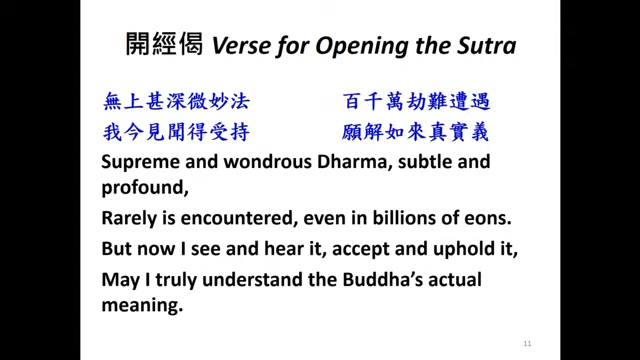 開經偈 Verse for Opening the Sutra
無上甚深微妙法 百千萬劫難遭遇
我今見聞得受持 願解如來真實義
Supreme and wondrous Dharma, subtle and
profound,
Rarely is encountered, even in billions of eons.
But now I see and hear it, accept and uphold it,
May I truly understand the Buddha’s actual
meaning.
11